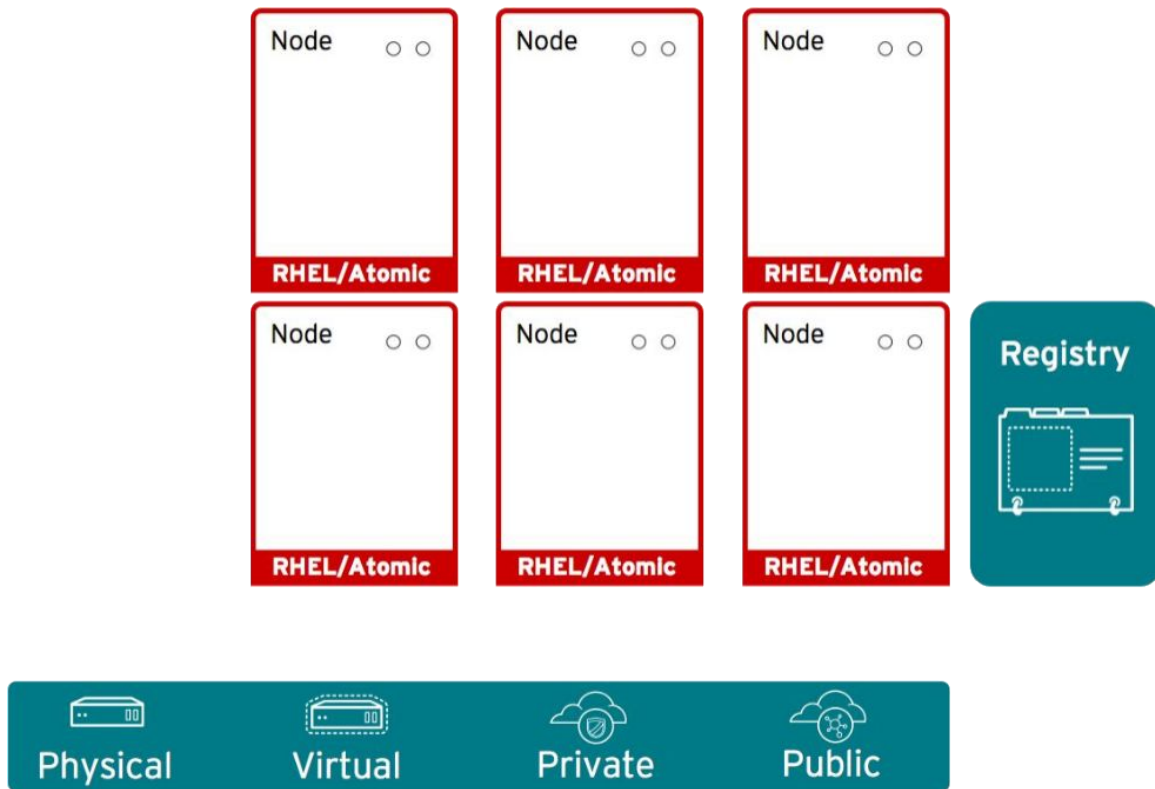 Node
Node
Node
RHEL/Atomic
RHEL/Atomic
RHEL/Atomic
Node
Node
Node
Registry
RHEL/Atomic
RHEL/Atomic
RHEL/Atomic
Physical
Virtual
Private
Public